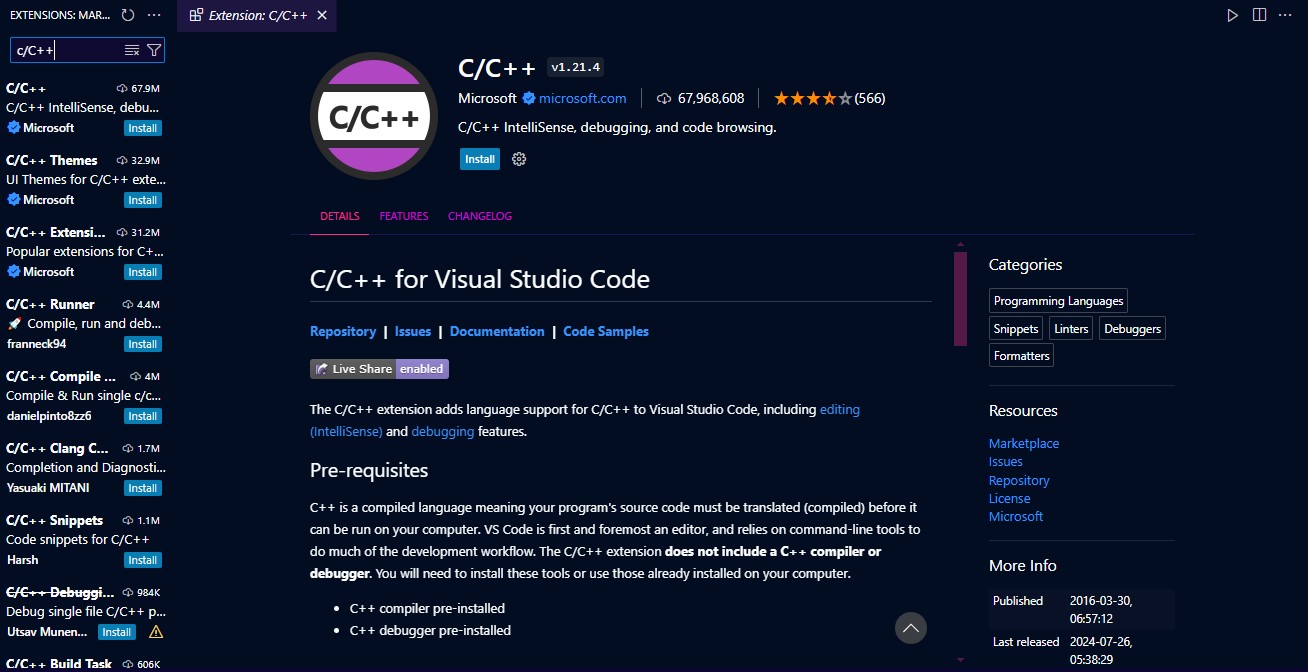 EXTENSIONS: MAR...
c/C++
C/C++ 67.9M
C/C++ IntelliSense, debu...
Microsoft Install
C/C++ Themes 32.9M
UI Themes for C/C++ exte...
Microsoft Install
C/C++ Extensi... 31.2M
Popular extensions for C+...
Microsoft Install
C/C++ Runner 4.4M
🚀 Compile, run and deb...
franneck94 Install
C/C++ Compile ... 4M
Compile & Run single c/c...
danielpinto8zz6 Install
C/C++ Clang C... 1.7M
Completion and Diagnosti...
Yasuaki MITANI Install
C/C++ Snippets 1.1M
Code snippets for C/C++
Harsh Install
C/C++ Debuggi... 984K
Debug single file C/C++ p...
Utsav Munen... Install
C/C++ Build Task 606K
Extension: C/C++
C/C++
C/C++ v1.21.4
Microsoft microsoft.com 67,968,608 (566)
C/C++ IntelliSense, debugging, and code browsing.
Install
DETAILS FEATURES CHANGELOG
C/C++ for Visual Studio Code
Repository | Issues | Documentation | Code Samples
Live Share enabled
The C/C++ extension adds language support for C/C++ to Visual Studio Code, including editing
(IntelliSense) and debugging features.
Pre-requisites
C++ is a compiled language meaning your program's source code must be translated (compiled) before it
can be run on your computer. VS Code is first and foremost an editor, and relies on command-line tools to
do much of the development workflow. The C/C++ extension does not include a C++ compiler or
debugger. You will need to install these tools or use those already installed on your computer.
• C++ compiler pre-installed
• C++ debugger pre-installed
Categories
Programming Languages
Snippets Linters Debuggers
Formatters
Resources
Marketplace
Issues
Repository
License
Microsoft
More Info
Published 2016-03-30,
06:57:12
Last released 2024-07-26,
05:38:29